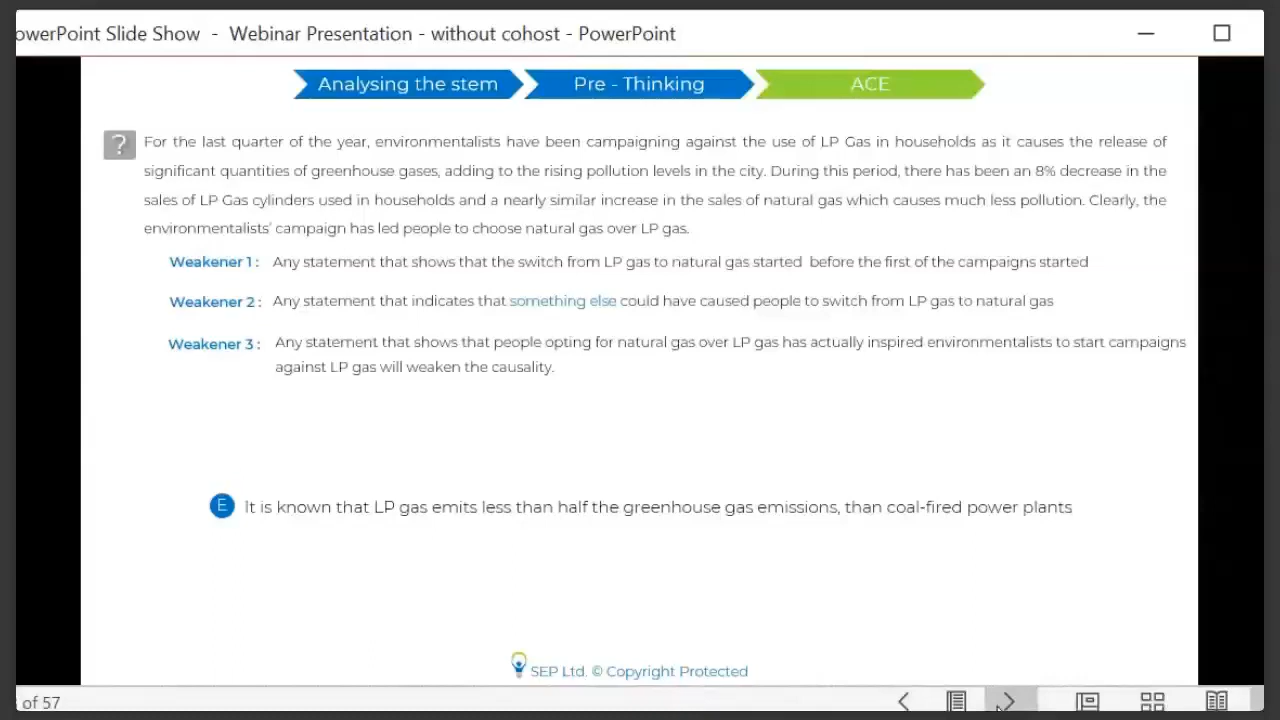 owerPoint Slide Show - Webinar Presentation - without cohost - PowerPoint
Analysing the stem
Pre - Thinking
ACE
?
For the last quarter of the year, environmentalists have been campaigning against the use of LP Gas in households as it causes the release of
significant quantities of greenhouse gases, adding to the rising pollution levels in the city. During this period, there has been an 8% decrease in the
sales of LP Gas cylinders used in households and a nearly similar increase in the sales of natural gas which causes much less pollution. Clearly, the
environmentalists' campaign has led people to choose natural gas over LP gas.
Weakener 1 : Any statement that shows that the switch from LP gas to natural gas started before the first of the campaigns started
Weakener 2 : Any statement that indicates that something else could have caused people to switch from LP gas to natural gas
Weakener 3 : Any statement that shows that people opting for natural gas over LP gas has actually inspired environmentalists to start campaigns
against LP gas will weaken the causality.
E It is known that LP gas emits less than half the greenhouse gas emissions, than coal-fired power plants
SEP Ltd. © Copyright Protected
of 57